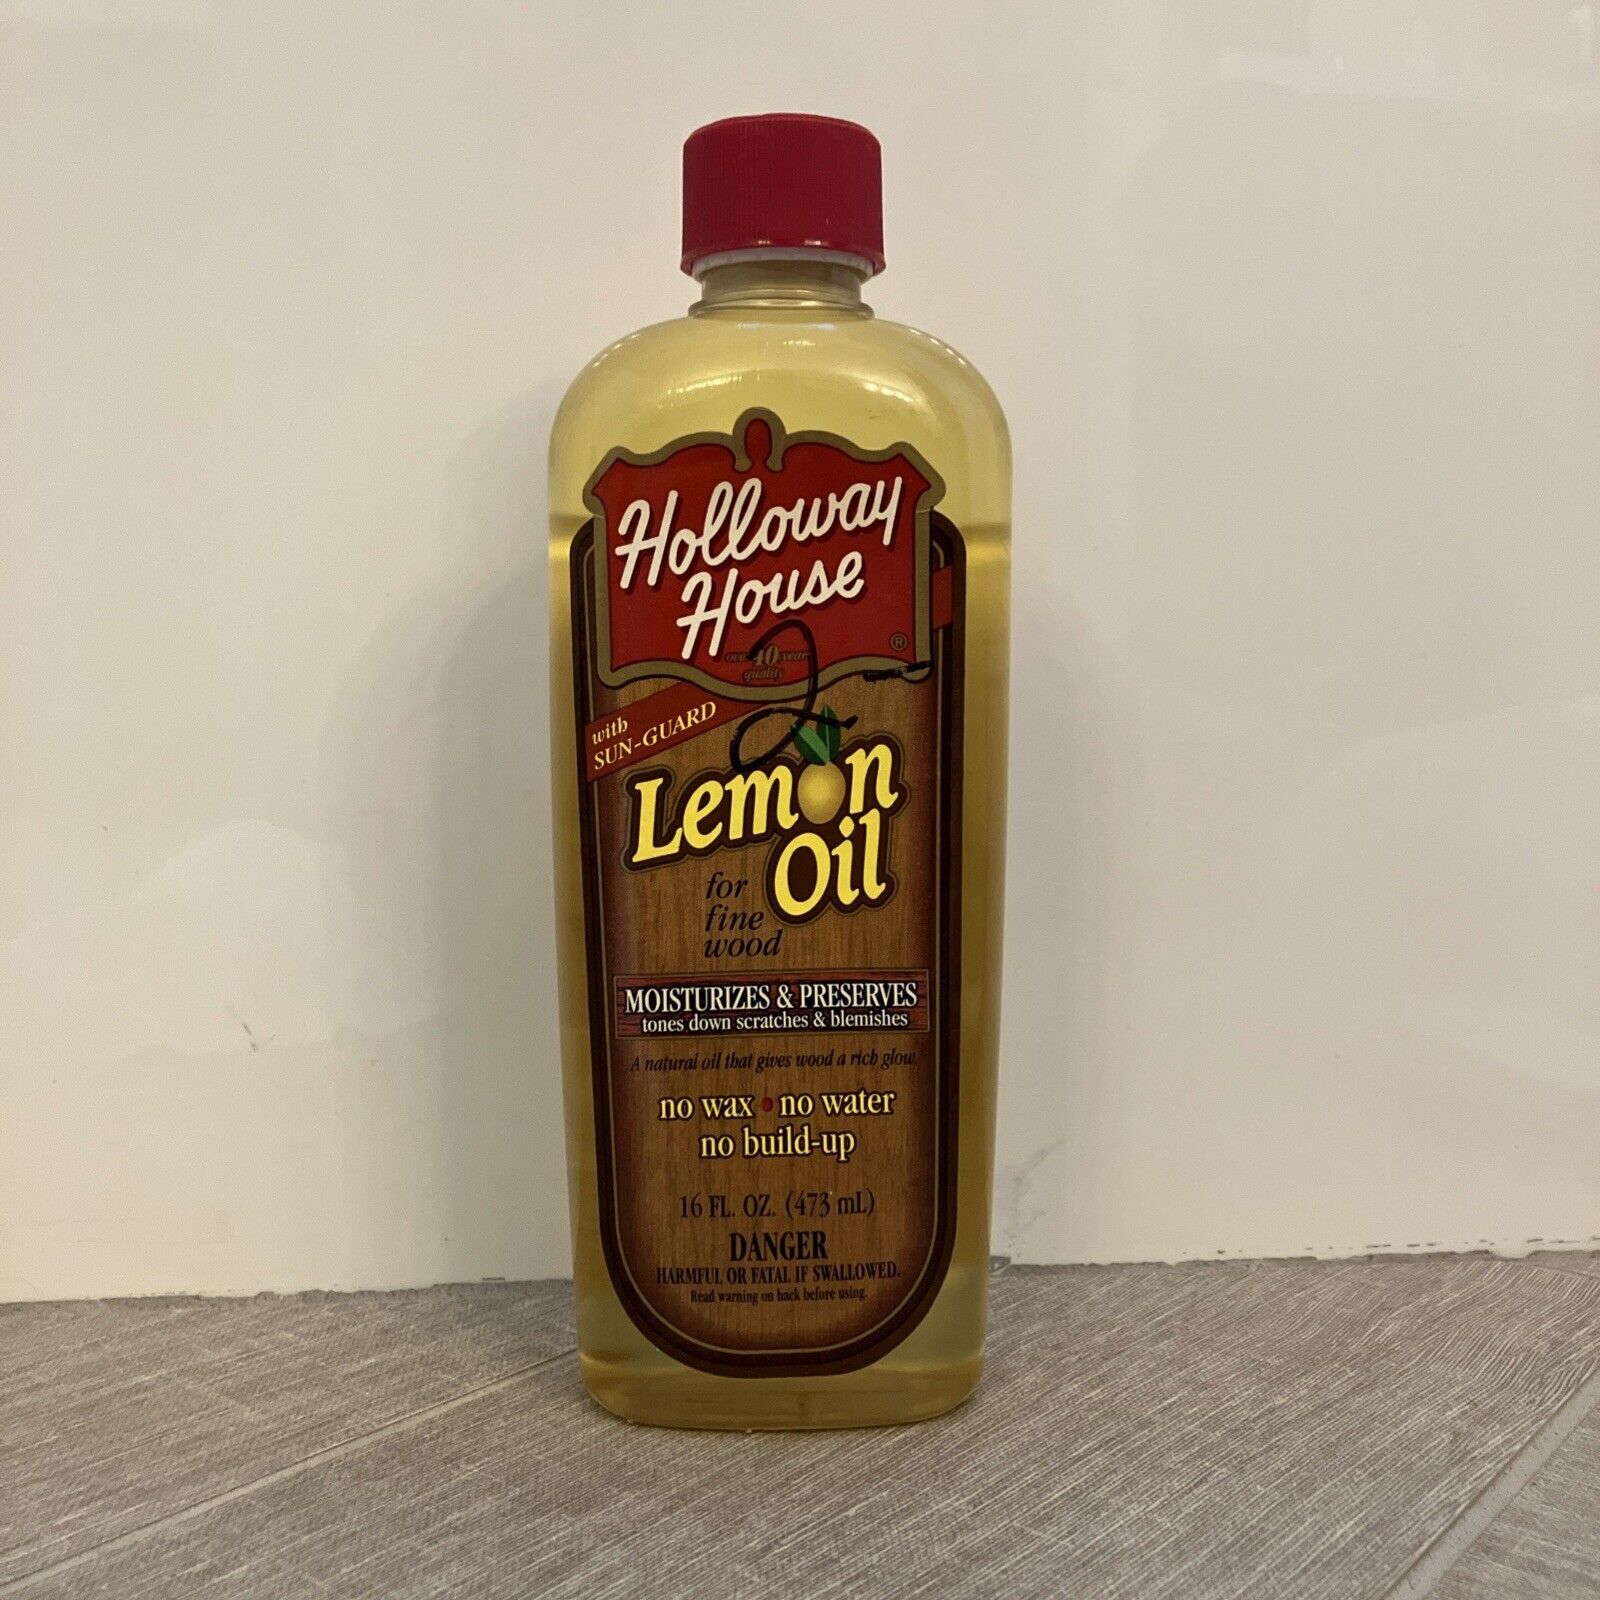 Holloway
House
®
over 40 years
quality
2
with
SUN-GUARD
Lemon
Oil
for
fine
wood
MOISTURIZES & PRESERVES
tones down scratches & blemishes
A natural oil that gives wood a rich glow.
no wax • no water
no build-up
16 FL. OZ. (473 mL)
DANGER
HARMFUL OR FATAL IF SWALLOWED.
Read warning on back before using.